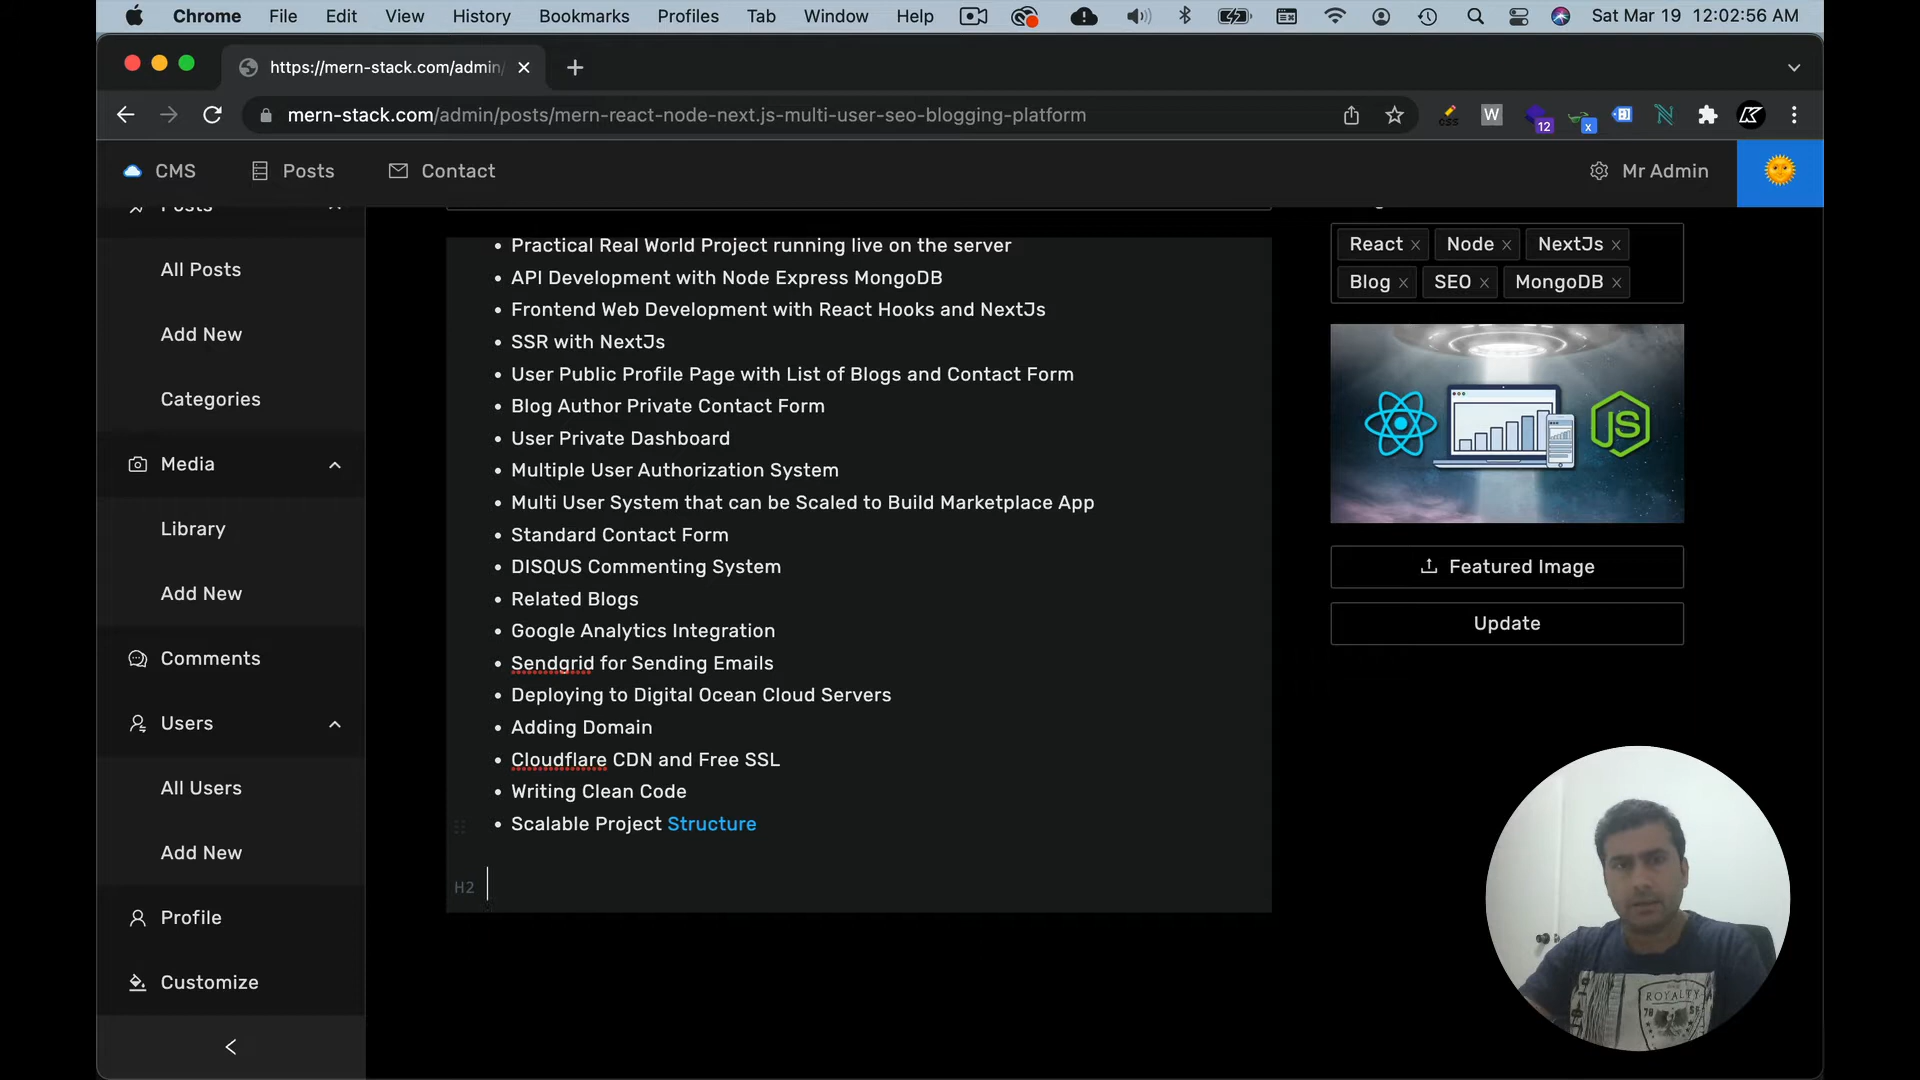 Chrome File Edit View History Bookmarks Profiles Tab Window Help Sat Mar 19 12:02:56 AM
https://mern-stack.com/admin/
mern-stack.com/admin/posts/mern-react-node-next.js-multi-user-seo-blogging-platform
css W 12 x
CMS Posts Contact Mr Admin
Posts
All Posts
Add New
Categories
Media
Library
Add New
Comments
Users
All Users
Add New
Profile
Customize
Practical Real World Project running live on the server
API Development with Node Express MongoDB
Frontend Web Development with React Hooks and NextJs
SSR with NextJs
User Public Profile Page with List of Blogs and Contact Form
Blog Author Private Contact Form
User Private Dashboard
Multiple User Authorization System
Multi User System that can be Scaled to Build Marketplace App
Standard Contact Form
DISQUS Commenting System
Related Blogs
Google Analytics Integration
Sendgrid for Sending Emails
Deploying to Digital Ocean Cloud Servers
Adding Domain
Cloudflare CDN and Free SSL
Writing Clean Code
Scalable Project Structure
H2
React Node NextJs
Blog SEO MongoDB
JS
Featured Image
Update
ROYALTY